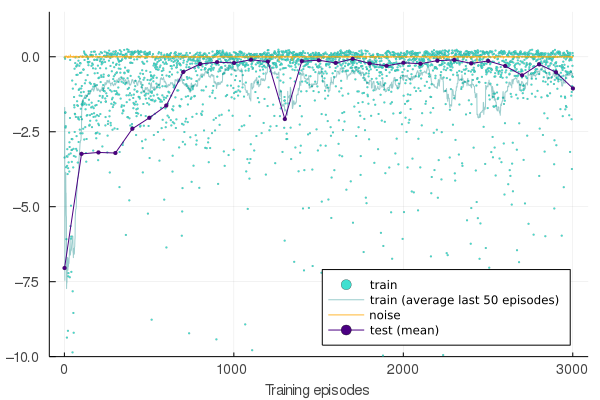 0.0
−2.5
−5.0
−7.5
−10.0
0
1000
2000
3000
Training episodes
train
train (average last 50 episodes)
noise
test (mean)